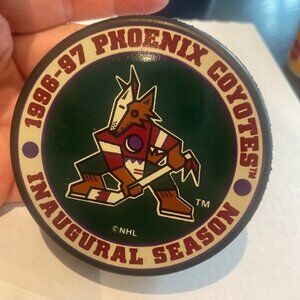 1996-97 PHOENIX COYOTES™
INAUGURAL SEASON
TM
©NHL